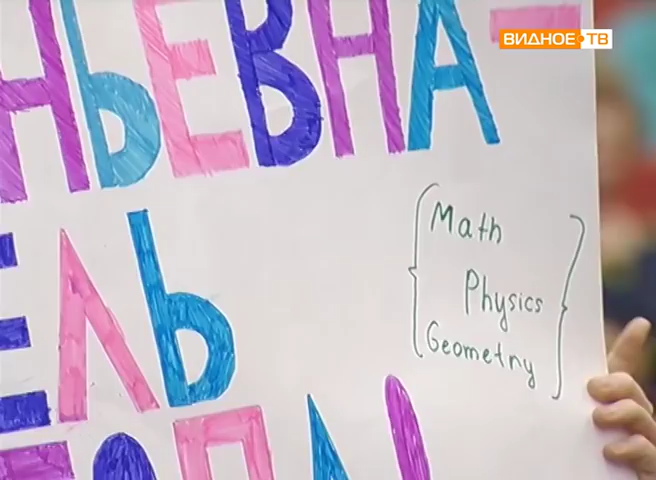 ВИДНОЕ ТВ
НЬЕВНА-
Math
Physics
Geometry
ЕЛЬ